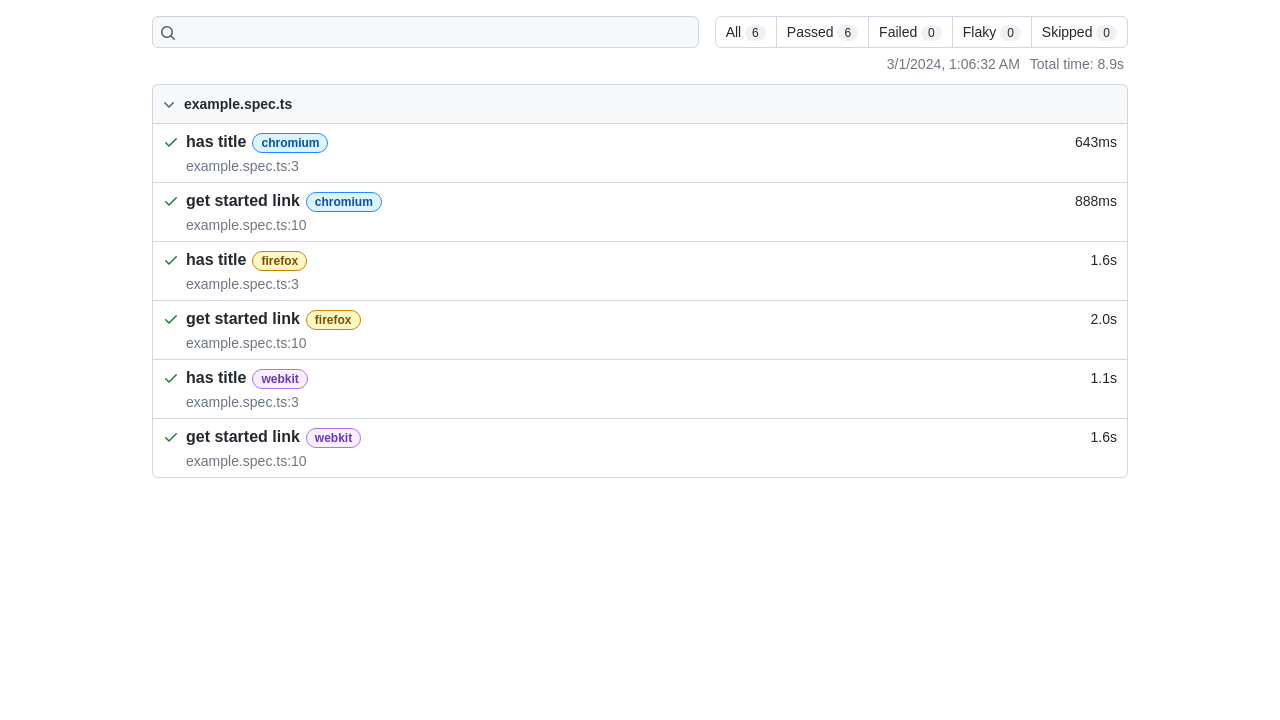 All 6 Passed 6 Failed 0 Flaky 0 Skipped 0
3/1/2024, 1:06:32 AM Total time: 8.9s
example.spec.ts
has title chromium 643ms
example.spec.ts:3
get started link chromium 888ms
example.spec.ts:10
has title firefox 1.6s
example.spec.ts:3
get started link firefox 2.0s
example.spec.ts:10
has title webkit 1.1s
example.spec.ts:3
get started link webkit 1.6s
example.spec.ts:10